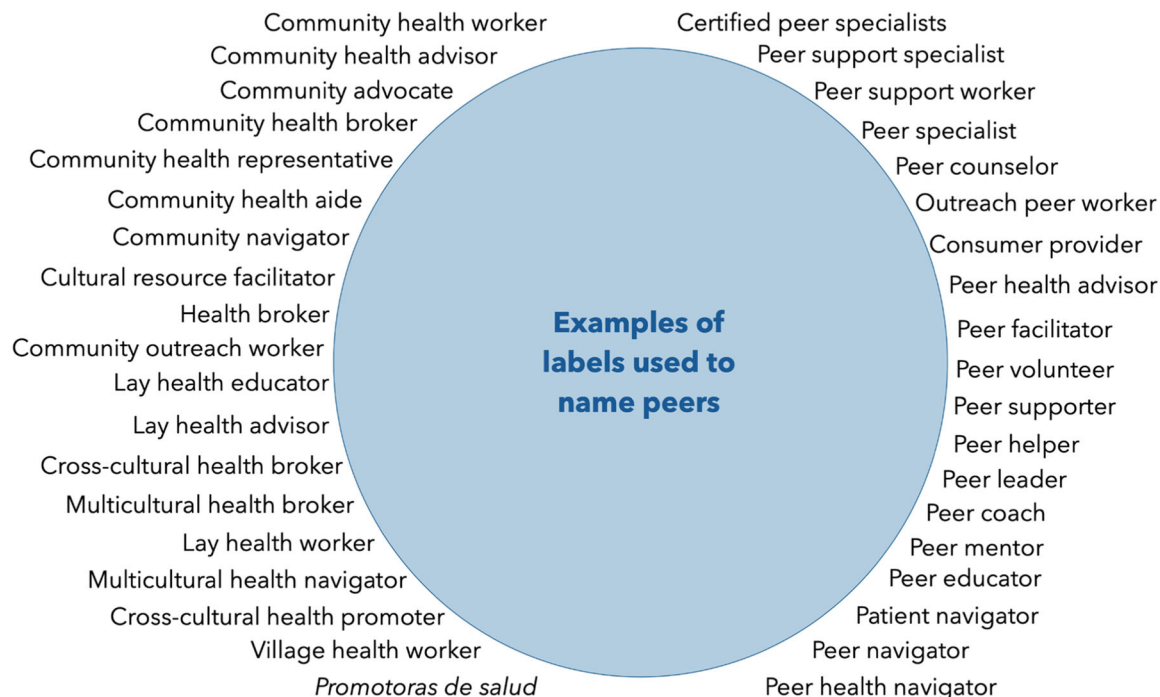 Community health worker
Community health advisor
Community advocate
Community health broker
Community health representative
Community health aide
Community navigator
Cultural resource facilitator
Health broker
Community outreach worker
Lay health educator
Lay health advisor
Cross-cultural health broker
Multicultural health broker
Lay health worker
Multicultural health navigator
Cross-cultural health promoter
Village health worker
Promotoras de salud
Examples of
labels used to
name peers
Certified peer specialists
Peer support specialist
Peer support worker
Peer specialist
Peer counselor
Outreach peer worker
Consumer provider
Peer health advisor
Peer facilitator
Peer volunteer
Peer supporter
Peer helper
Peer leader
Peer coach
Peer mentor
Peer educator
Patient navigator
Peer navigator
Peer health navigator